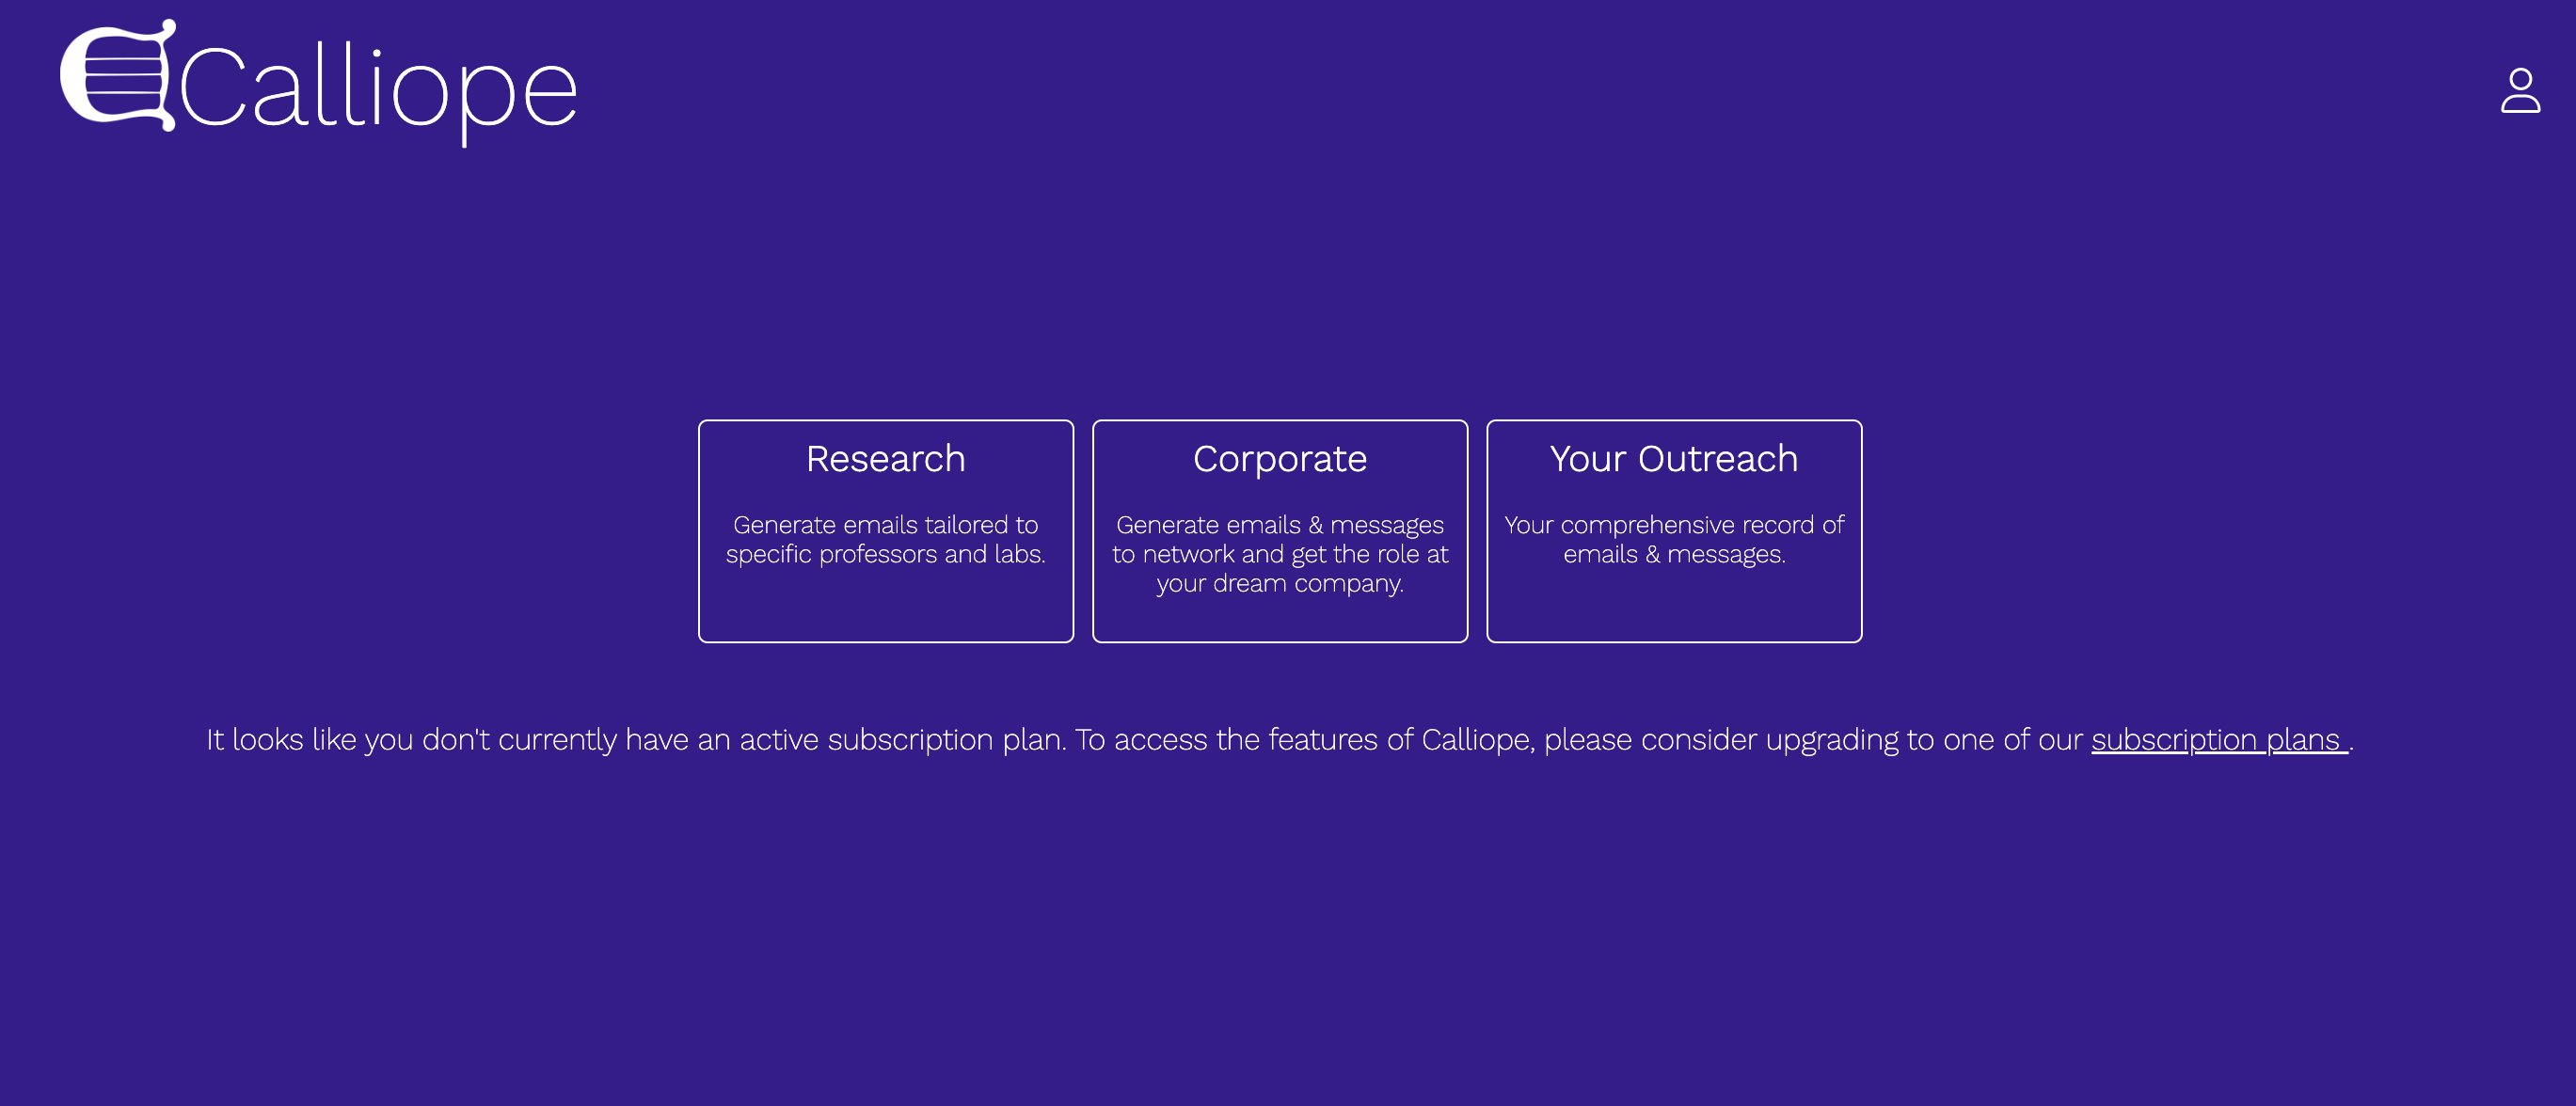 Calliope
Research
Generate emails tailored to
specific professors and labs.
Corporate
Generate emails & messages
to network and get the role at
your dream company.
Your Outreach
Your comprehensive record of
emails & messages.
It looks like you don't currently have an active subscription plan. To access the features of Calliope, please consider upgrading to one of our subscription plans .